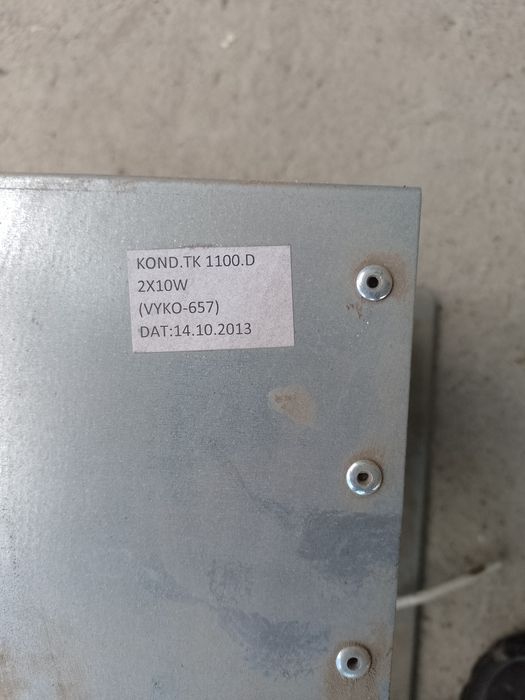 KOND.TK 1100.D
2X10W
(VYKO-657)
DAT:14.10.2013